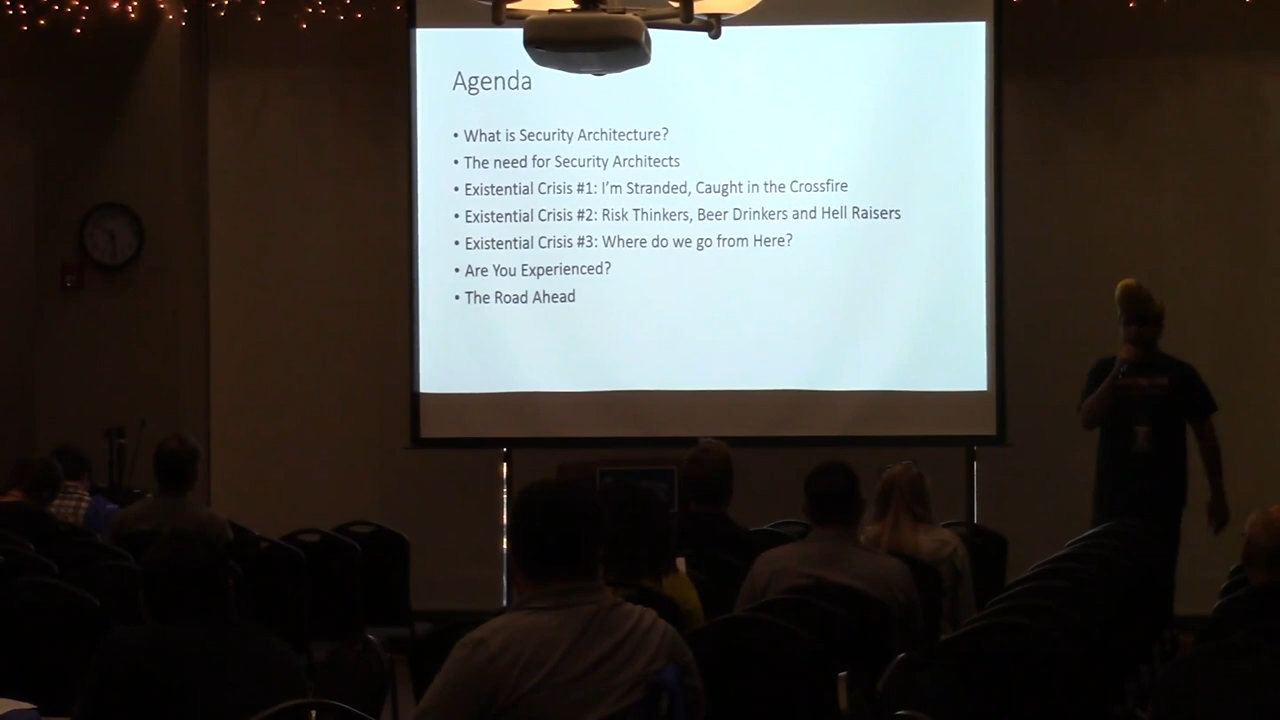 Agenda
• What is Security Architecture?
• The need for Security Architects
• Existential Crisis #1: I'm Stranded, Caught in the Crossfire
• Existential Crisis #2: Risk Thinkers, Beer Drinkers and Hell Raisers
• Existential Crisis #3: Where do we go from Here?
• Are You Experienced?
• The Road Ahead